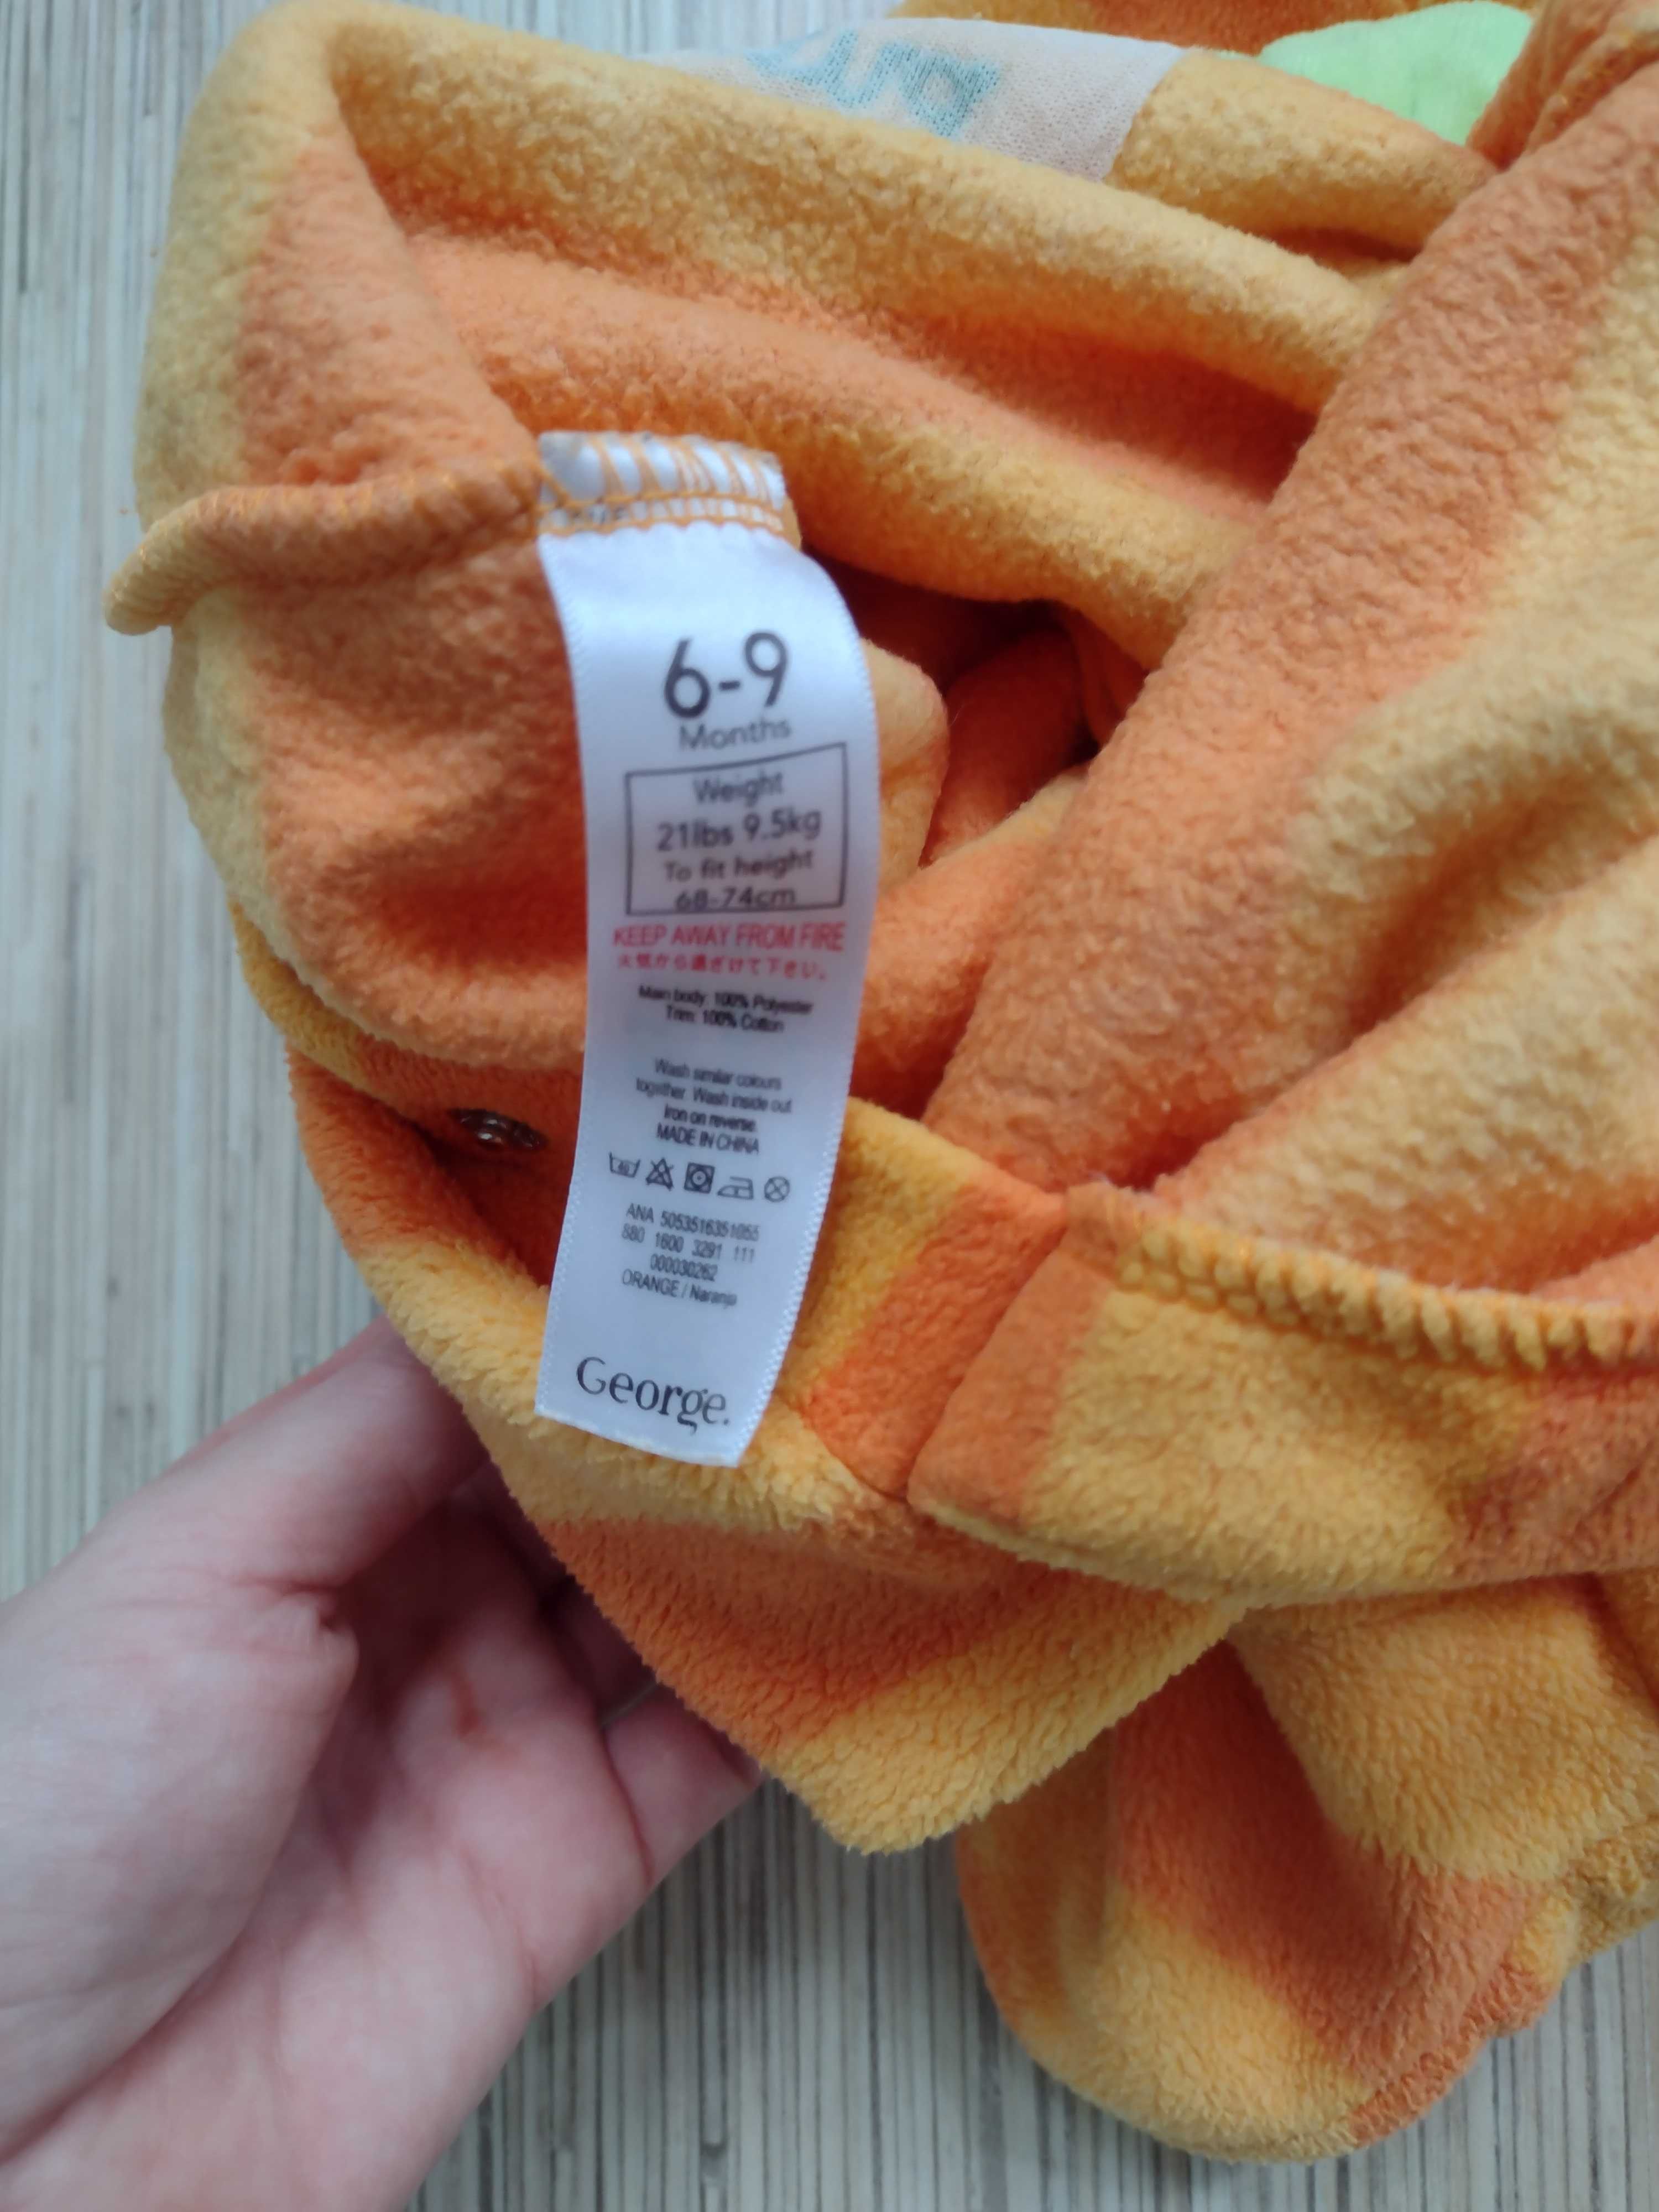 6-9
Months
Weight
21lbs 9.5kg
To fit height
68-74cm
KEEP AWAY FROM FIRE
火気から遠ざけて下さい。
Main body: 100% Polyester
Trim: 100% Cotton
Wash similar colours
together. Wash inside out.
Iron on reverse.
MADE IN CHINA
ANA 5053516351055
880 1600 3291 111
000030262
ORANGE / Naranja
George.